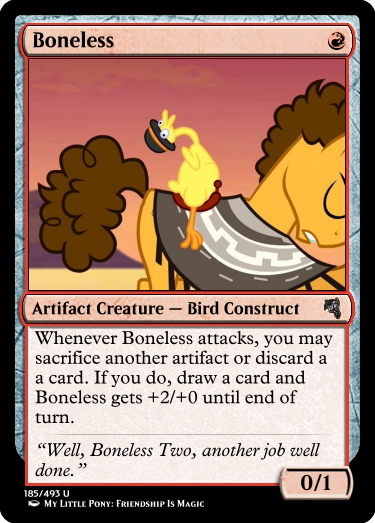 Boneless
Artifact Creature — Bird Construct
Whenever Boneless attacks, you may
sacrifice another artifact or discard a
a card. If you do, draw a card and
Boneless gets +2/+0 until end of
turn.
“Well, Boneless Two, another job well
done.”
0/1
185/493 U
My Little Pony: Friendship Is Magic